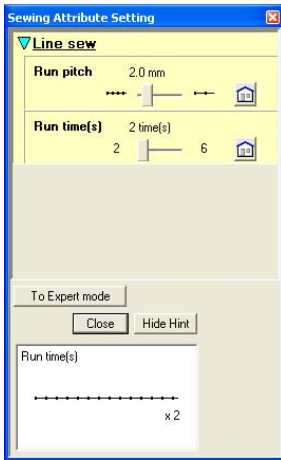 Sewing Attribute Setting
Line sew
Run pitch 2.0 mm
Run time(s) 2 time(s)
2 6
To Expert mode
Close Hide Hint
Run time(s)
x 2